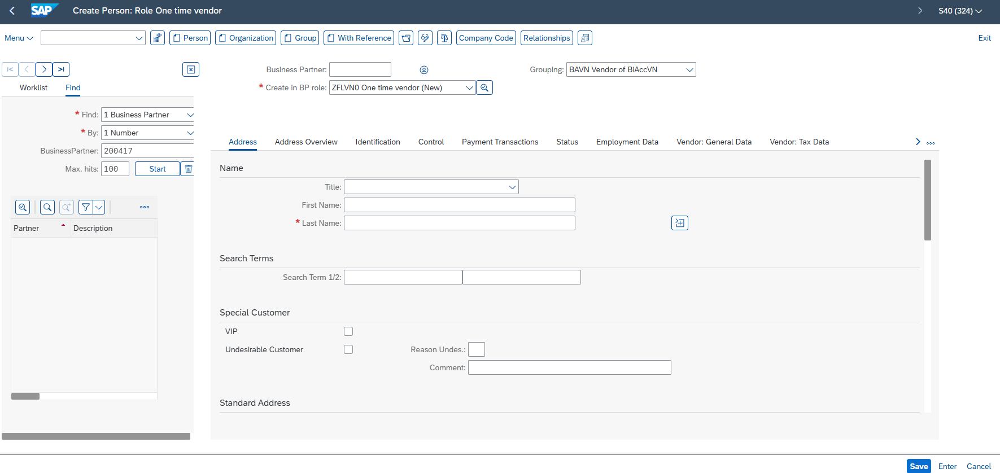 SAP Create Person: Role One time vendor S40 (324)
Menu Person Organization Group With Reference Company Code Relationships Exit
Business Partner: Grouping: BAVN Vendor of BiAccVN
* Create in BP role: ZFLVN0 One time vendor (New)
Worklist Find
* Find: 1 Business Partner
* By: 1 Number
BusinessPartner: 200417
Max. hits: 100 Start
Partner Description
Address Address Overview Identification Control Payment Transactions Status Employment Data Vendor: General Data Vendor: Tax Data
Name
Title:
First Name:
* Last Name:
Search Terms
Search Term 1/2:
Special Customer
VIP
Undesirable Customer Reason Undes.:
Comment:
Standard Address
Save Enter Cancel